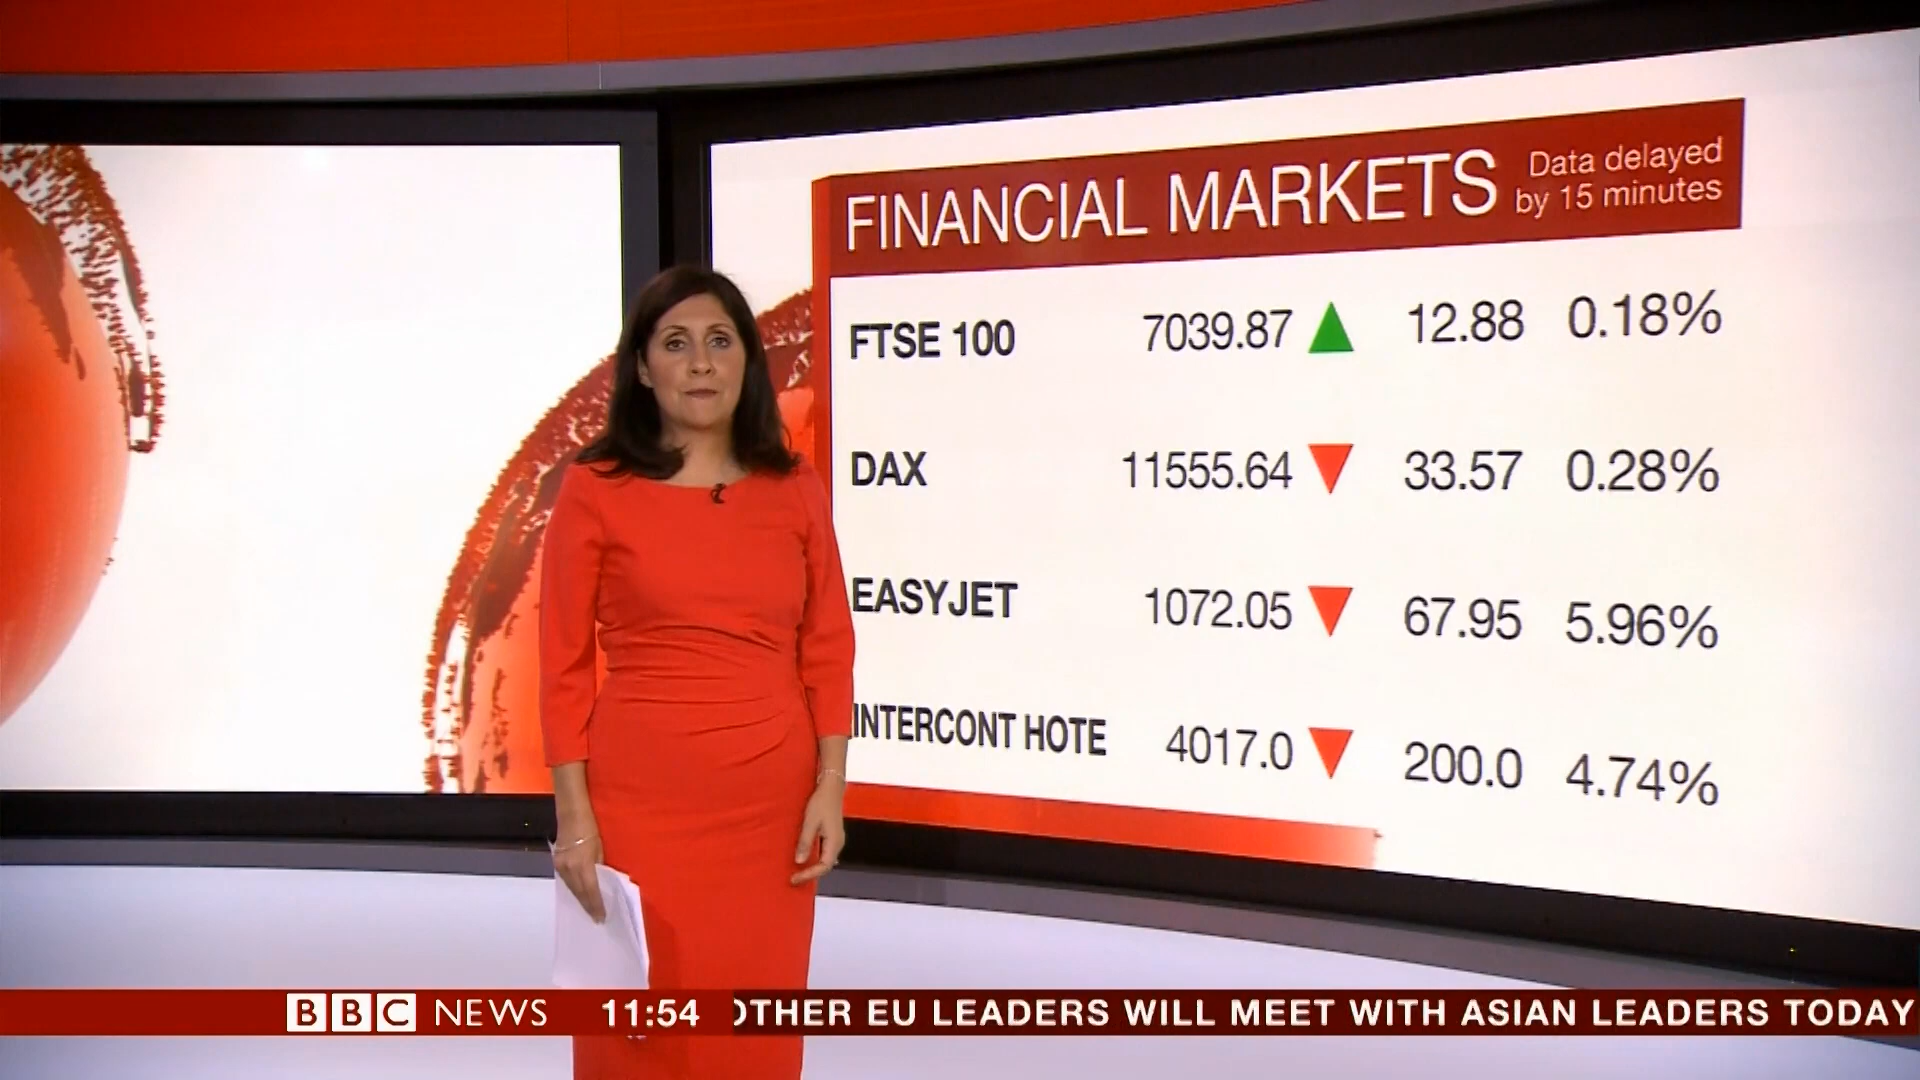 FINANCIAL MARKETS Data delayed
by 15 minutes
FTSE 100 7039.87 ▲ 12.88 0.18%
DAX 11555.64 ▼ 33.57 0.28%
EASYJET 1072.05 ▼ 67.95 5.96%
INTERCONT HOTE 4017.0 ▼ 200.0 4.74%
BBC NEWS 11:54 OTHER EU LEADERS WILL MEET WITH ASIAN LEADERS TODAY